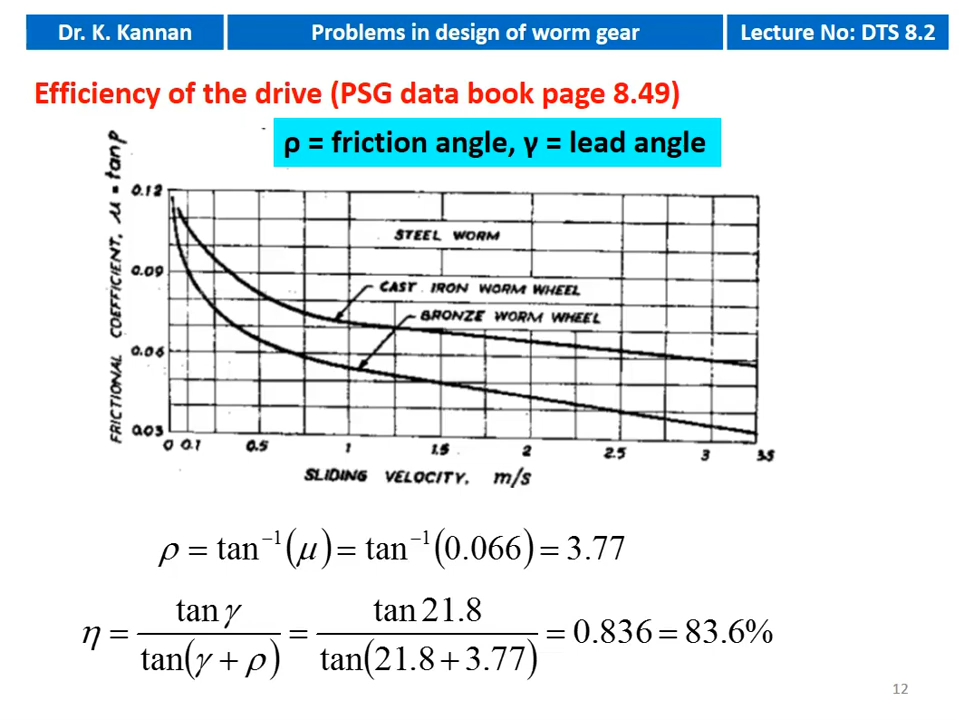 Dr. K. Kannan Problems in design of worm gear Lecture No: DTS 8.2
Efficiency of the drive (PSG data book page 8.49)
ρ = friction angle, γ = lead angle
FRICTIONAL COEFFICIENT, μ = tanρ
0.12
0.09
0.06
0.03
STEEL WORM
CAST IRON WORM WHEEL
BRONZE WORM WHEEL
0 0.1 0.5 1 1.5 2 2.5 3 3.5
SLIDING VELOCITY, m/s
ρ = tan⁻¹(μ) = tan⁻¹(0.066) = 3.77
η = tan γ / tan(γ + ρ) = tan 21.8 / tan(21.8 + 3.77) = 0.836 = 83.6%
12